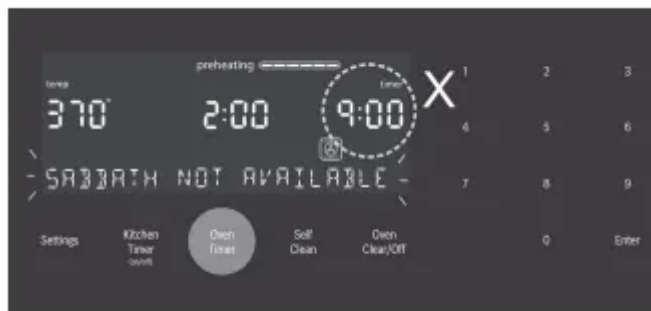 preheating
temp timer
370° 2:00 9:00 X
SABBATH NOT AVAILABLE
1 2 3
4 5 6
7 8 9
0 Enter
Settings
Kitchen
Timer
On/Off
Oven
Timer
Self
Clean
Oven
Clear/Off